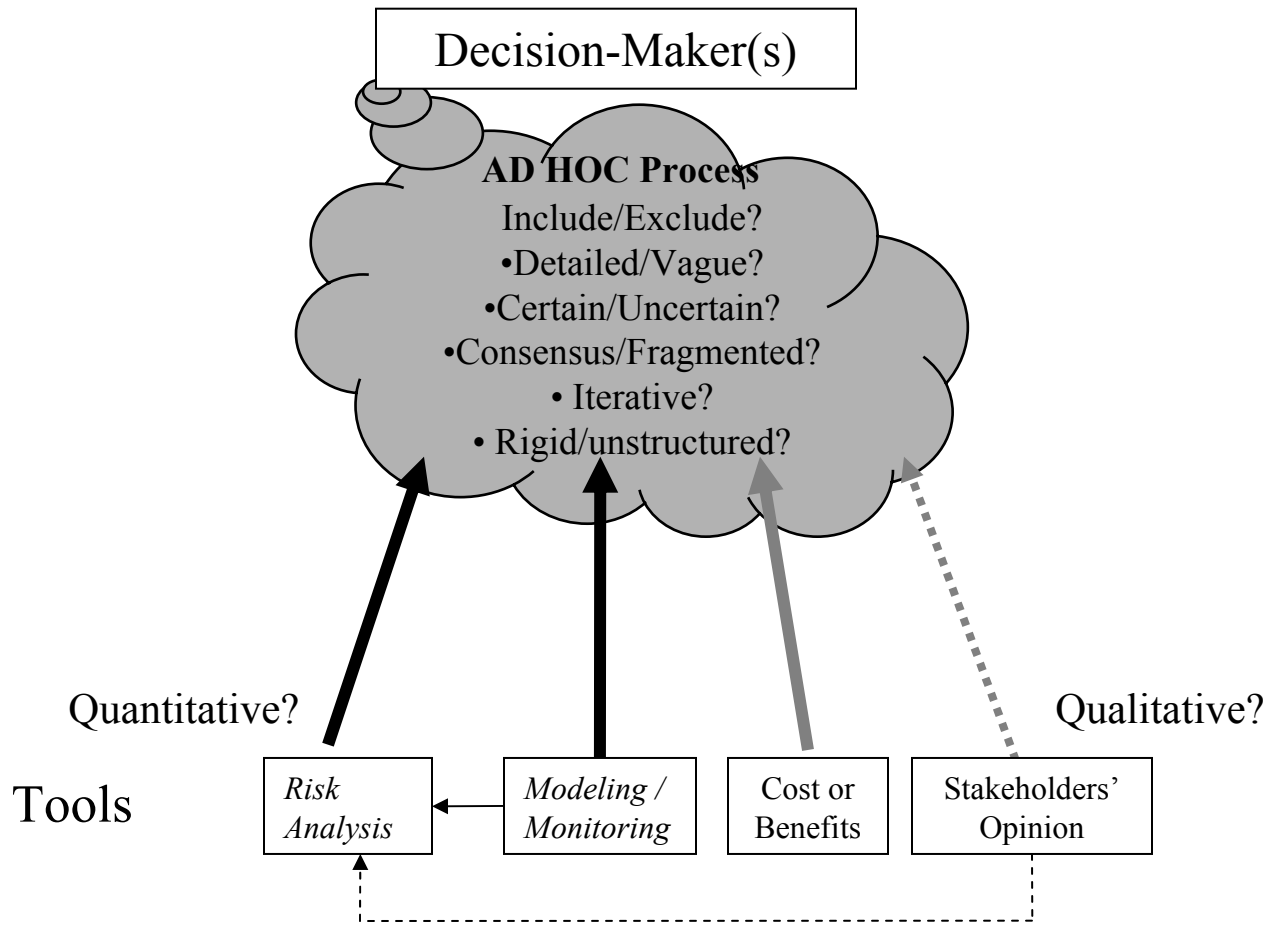 Decision-Maker(s)
AD HOC Process
Include/Exclude?
•Detailed/Vague?
•Certain/Uncertain?
•Consensus/Fragmented?
• Iterative?
• Rigid/unstructured?
Quantitative?
Qualitative?
Tools
Risk
Analysis
Modeling /
Monitoring
Cost or
Benefits
Stakeholders’
Opinion